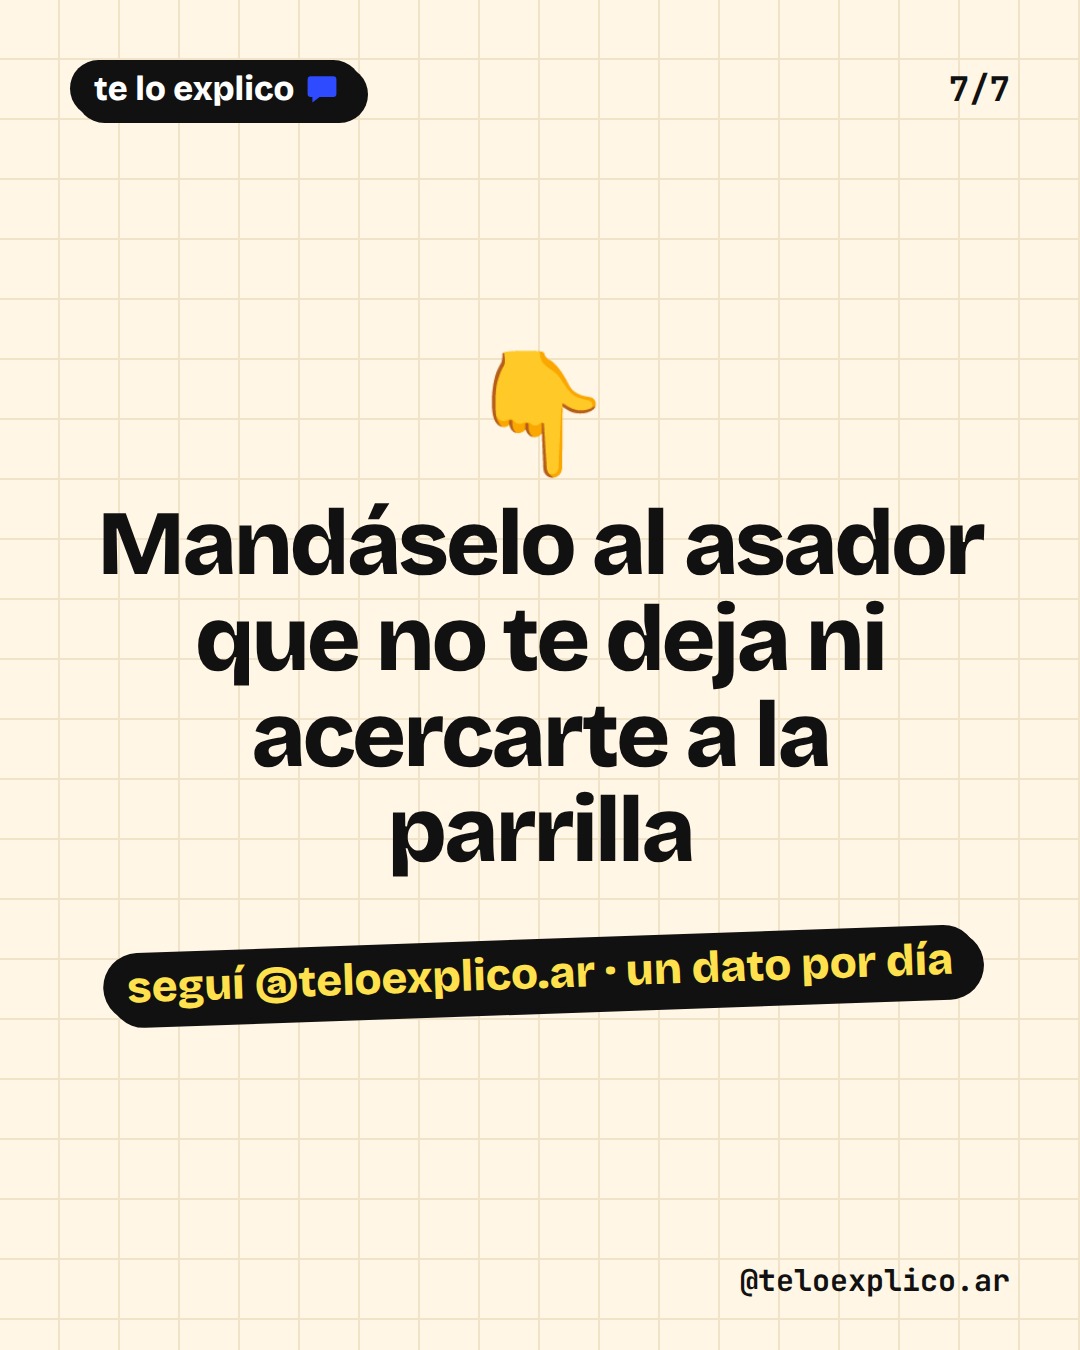 te lo explico
7/7
Mandáselo al asador
que no te deja ni
acercarte a la
parrilla
seguí @teloexplico.ar · un dato por día
@teloexplico.ar